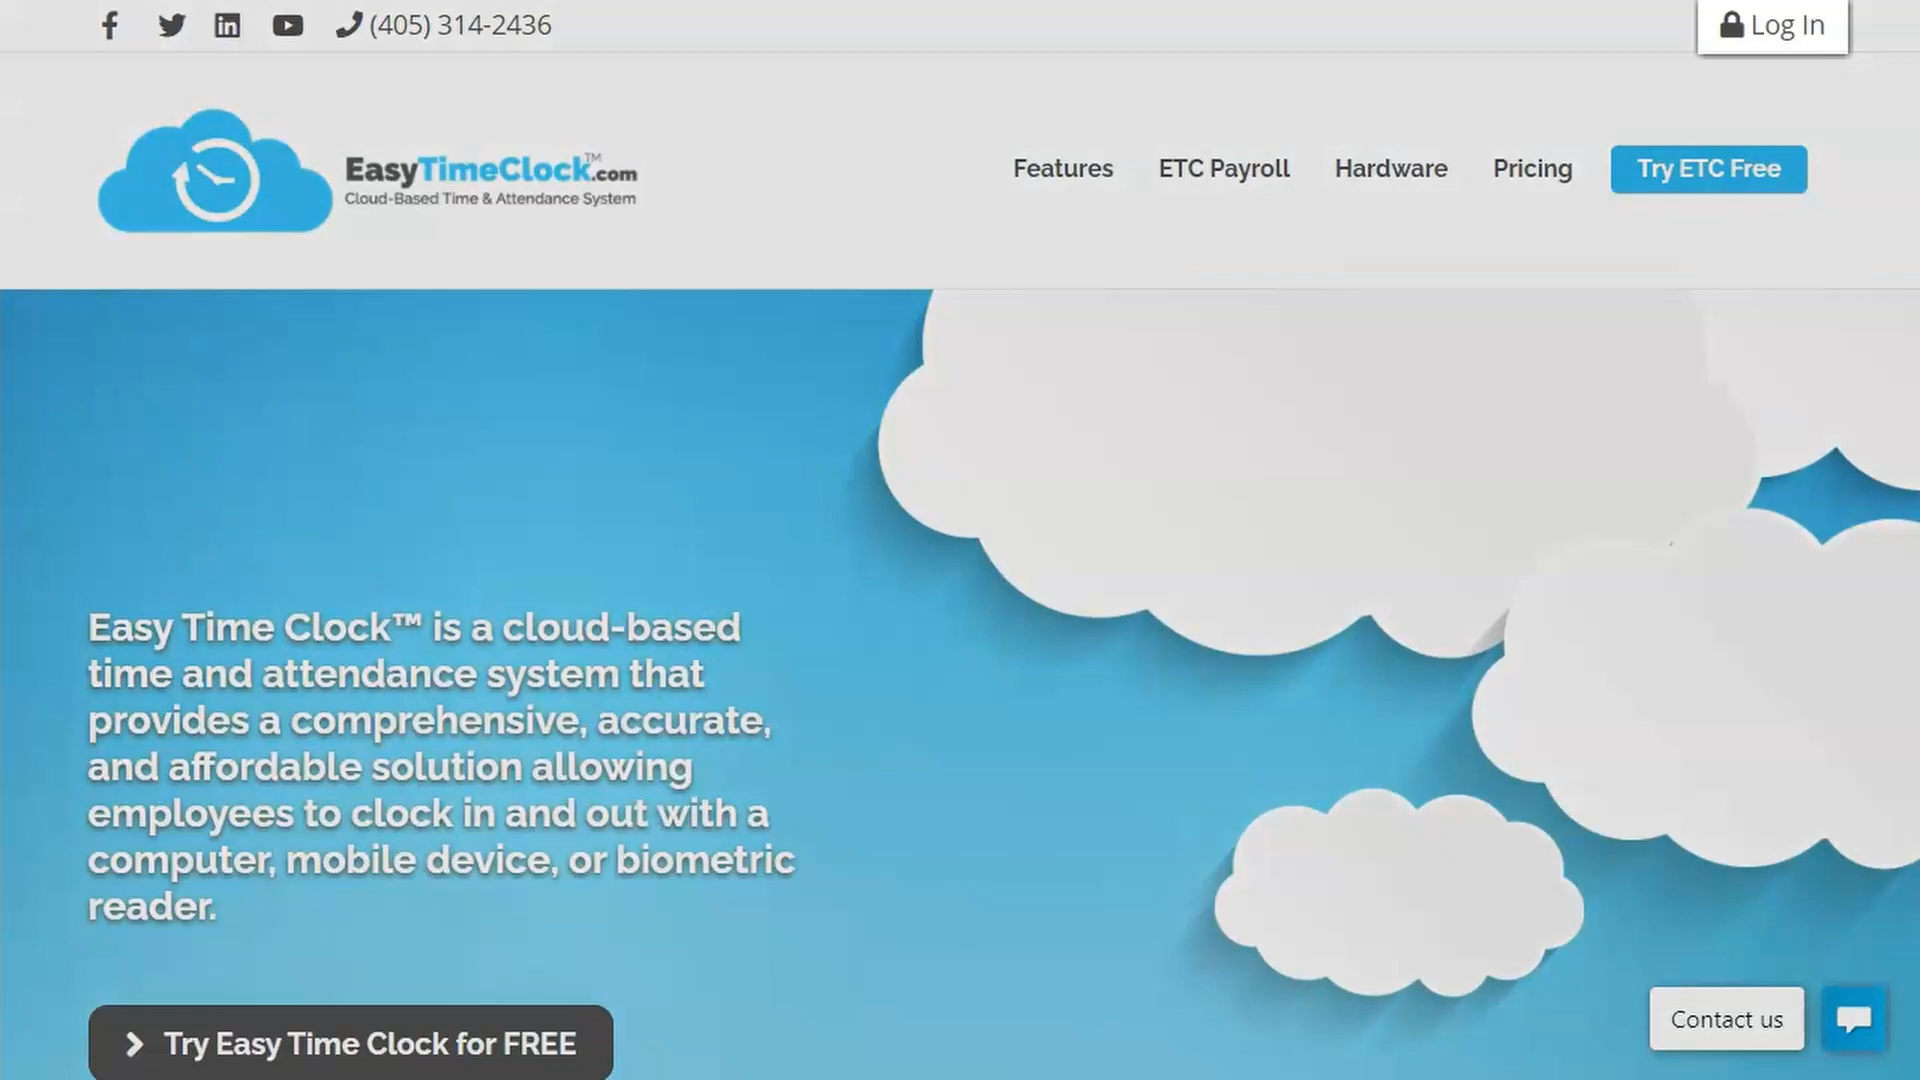 (405) 314-2436
Log In
EasyTimeClock.com™
Cloud-Based Time & Attendance System
Features
ETC Payroll
Hardware
Pricing
Try ETC Free
Easy Time Clock™ is a cloud-based
time and attendance system that
provides a comprehensive, accurate,
and affordable solution allowing
employees to clock in and out with a
computer, mobile device, or biometric
reader.
Try Easy Time Clock for FREE
Contact us